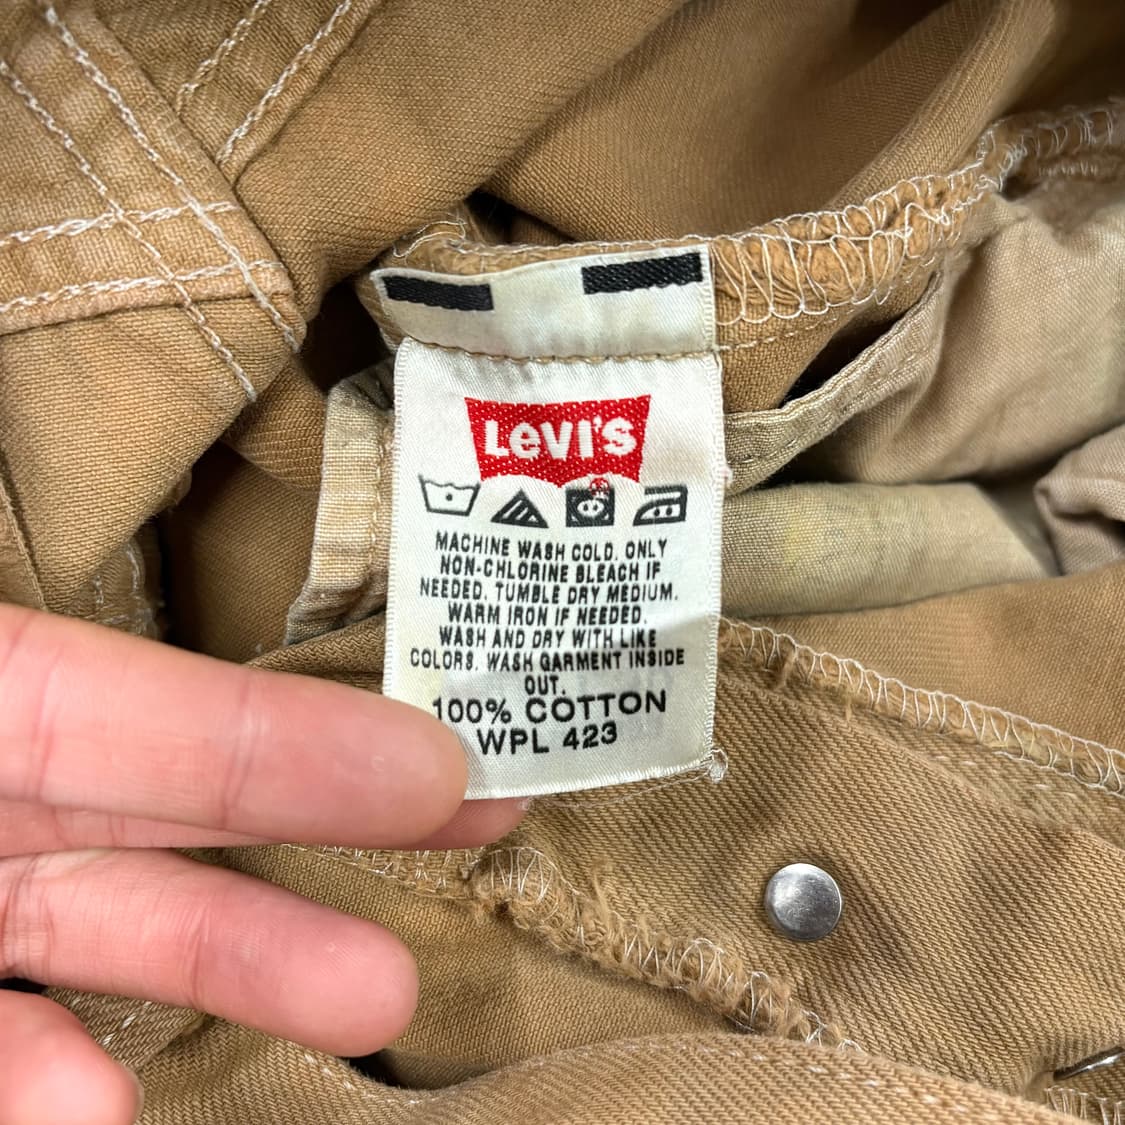 Levi's
MACHINE WASH COLD. ONLY
NON-CHLORINE BLEACH IF
NEEDED. TUMBLE DRY MEDIUM.
WARM IRON IF NEEDED.
WASH AND DRY WITH LIKE
COLORS. WASH GARMENT INSIDE
OUT.
100% COTTON
WPL 423